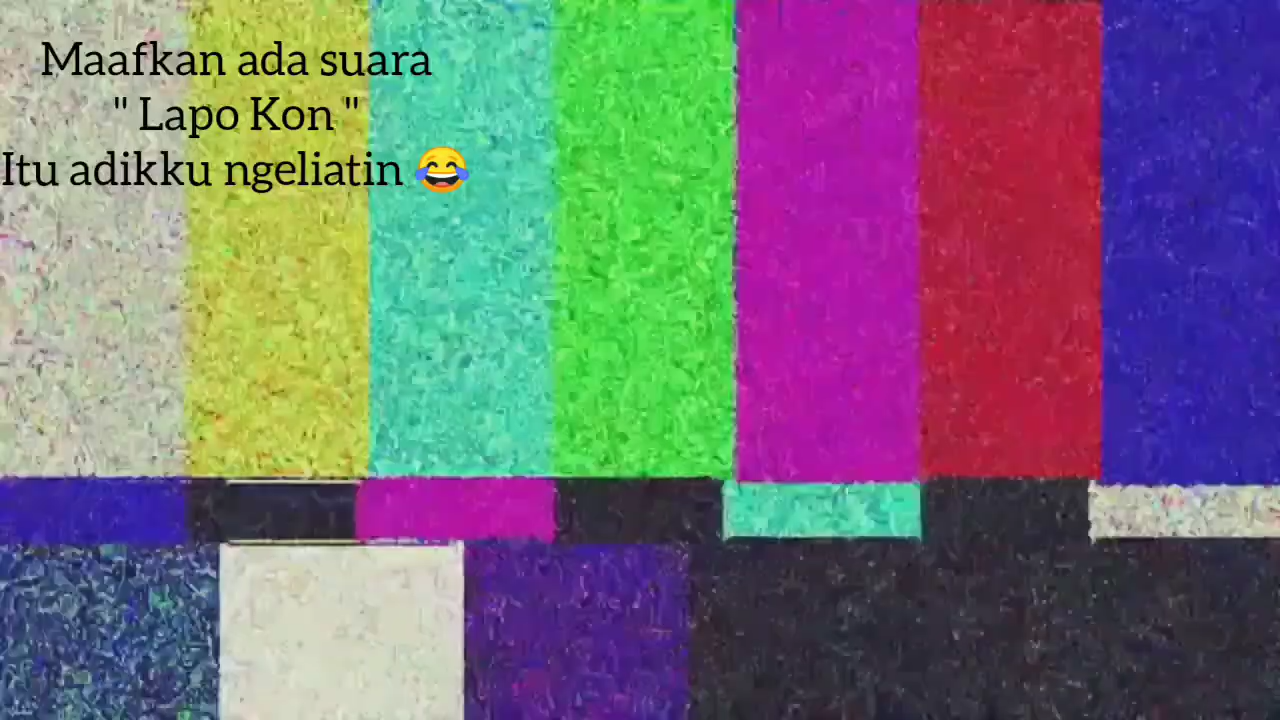 Maafkan ada suara
" Lapo Kon "
Itu adikku ngeliatin 😂